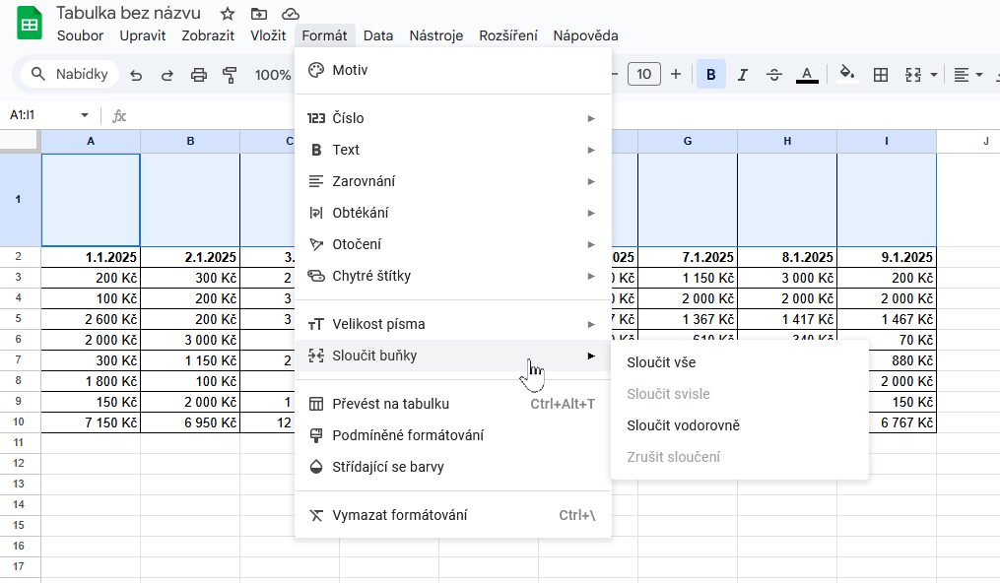 Tabulka bez názvu
Soubor Upravit Zobrazit Vložit Formát Data Nástroje Rozšíření Nápověda
Nabídky 100% 10 B I A
A1:I1 fx
A B C G H I J
1
2 1.1.2025 2.1.2025 3. 025 7.1.2025 8.1.2025 9.1.2025
3 200 Kč 300 Kč 2 Kč 1 150 Kč 3 000 Kč 200 Kč
4 100 Kč 200 Kč 3 Kč 2 000 Kč 2 000 Kč 2 000 Kč
5 2 600 Kč 200 Kč 3 Kč 1 367 Kč 1 417 Kč 1 467 Kč
6 2 000 Kč 3 000 Kč 610 Kč 340 Kč 70 Kč
7 300 Kč 1 150 Kč 2 880 Kč
8 1 800 Kč 100 Kč 2 000 Kč
9 150 Kč 2 000 Kč 1 150 Kč
10 7 150 Kč 6 950 Kč 12 6 767 Kč
11
12
13
14
15
16
17
Motiv
123 Číslo
B Text
Zarovnání
Obtékání
Otočení
Chytré štítky
Velikost písma
Sloučit buňky
Převést na tabulku Ctrl+Alt+T
Podmíněné formátování
Střídající se barvy
Vymazat formátování Ctrl+\
Sloučit vše
Sloučit svisle
Sloučit vodorovně
Zrušit sloučení